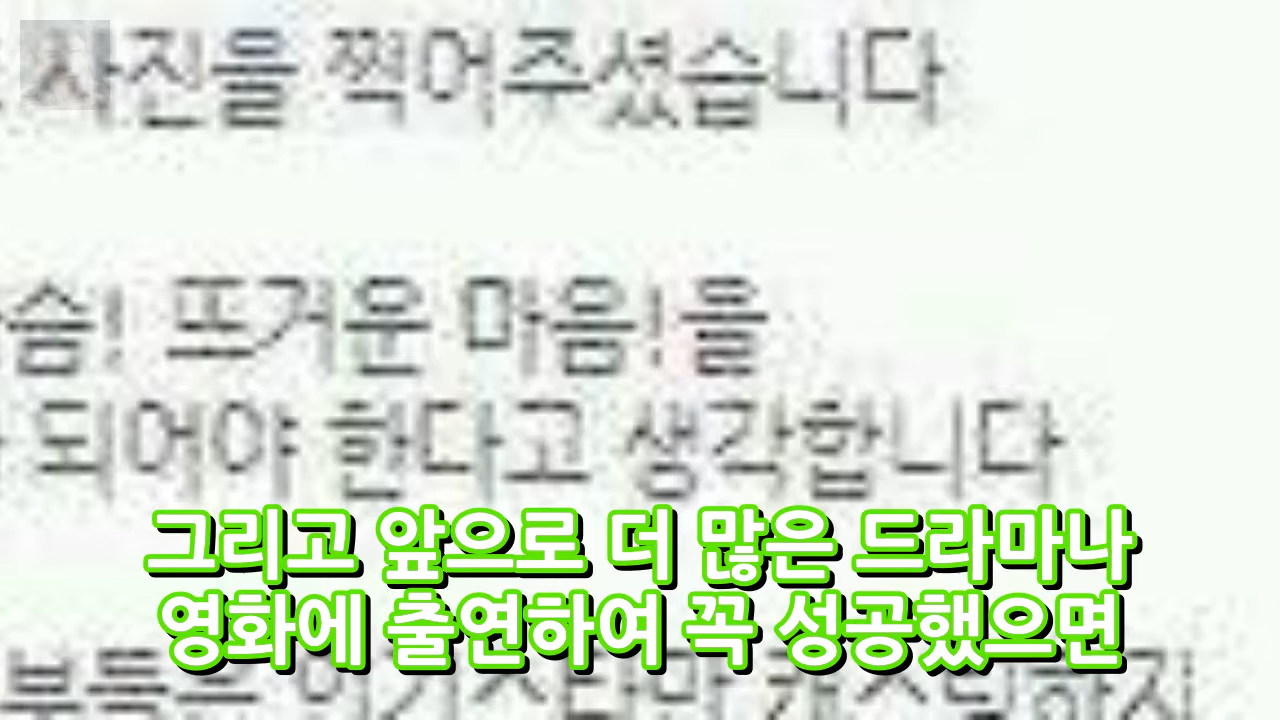 사진을 찍어주셨습니다
슴! 뜨거운 마음!을
되어야 한다고 생각합니다
그리고 앞으로 더 많은 드라마나
영화에 출연하여 꼭 성공했으면